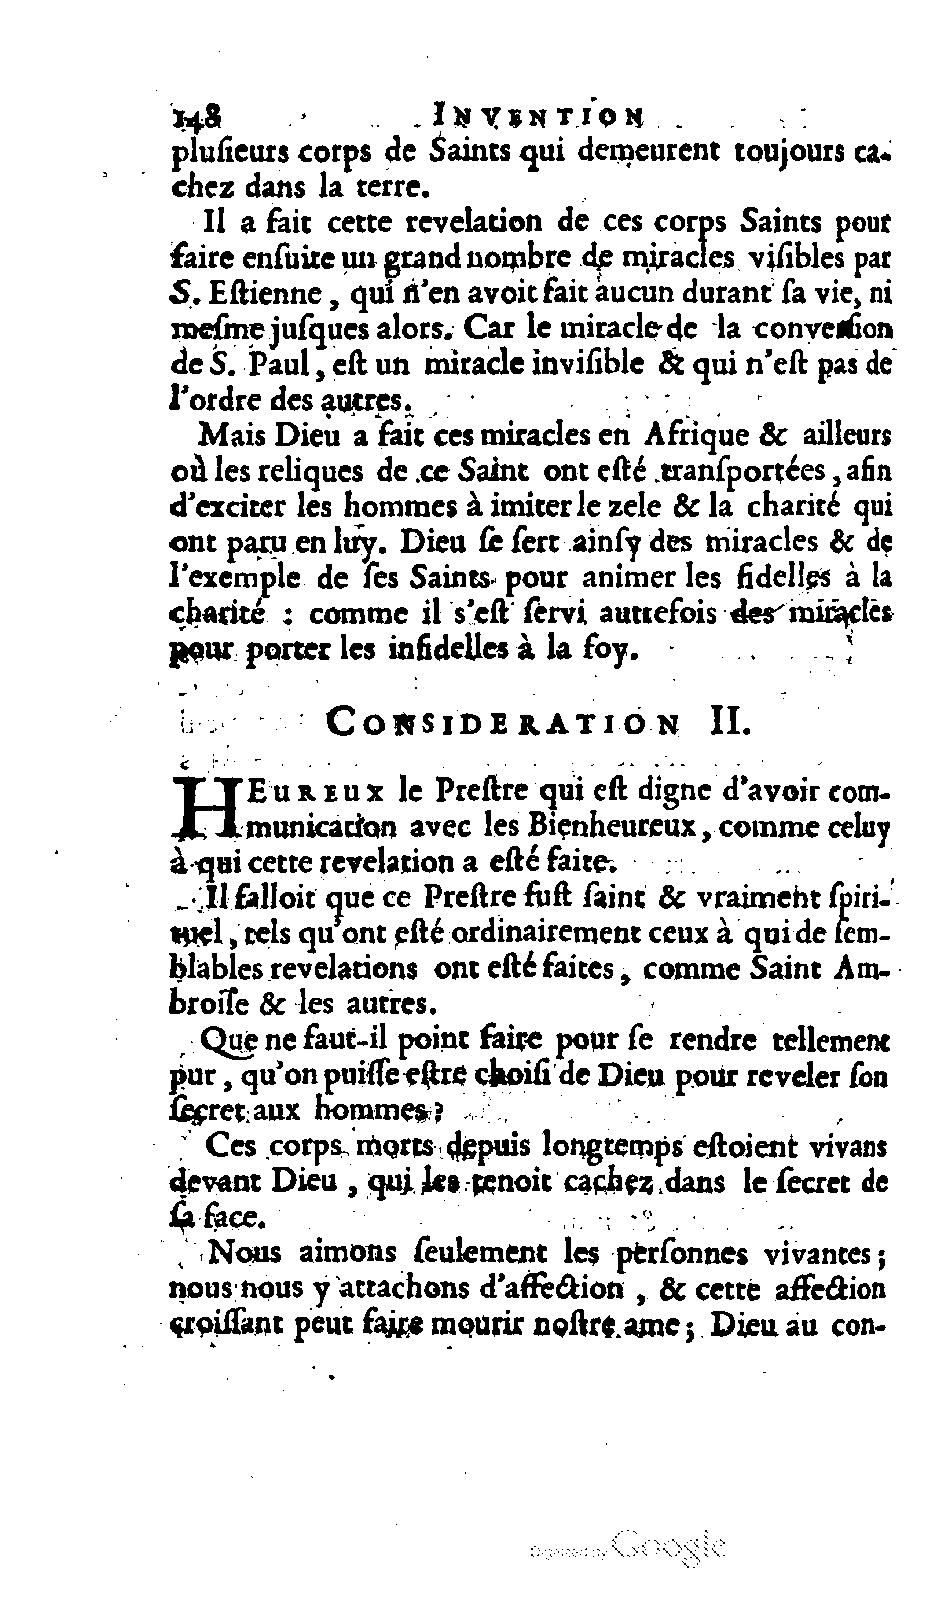 148 INVENTION
pluſieurs corps de Saints qui demeurent toujours ca-
chez dans la terre.
Il a fait cette revelation de ces corps Saints pour
faire enſuite un grand nombre de miracles viſibles par
S. Eſtienne, qui n'en avoit fait aucun durant ſa vie, ni
meſme juſques alors. Car le miracle de la converſion
de S. Paul, eſt un miracle inviſible & qui n'eſt pas de
l'ordre des autres.
Mais Dieu a fait ces miracles en Afrique & ailleurs
où les reliques de ce Saint ont eſté tranſportées, afin
d'exciter les hommes à imiter le zele & la charité qui
ont paru en luy. Dieu ſe ſert ainſy des miracles & de
l'exemple de ſes Saints pour animer les fidelles à la
charité : comme il s'eſt ſervi autrefois des miracles
pour porter les infidelles à la foy.
CONSIDERATION II.
HEUREUX le Preſtre qui eſt digne d'avoir com-
munication avec les Bienheureux, comme celuy
à qui cette revelation a eſté faite.
Il falloit que ce Preſtre fuſt ſaint & vraiment ſpiri-
tuel, tels qu'ont eſté ordinairement ceux à qui de ſem-
blables revelations ont eſté faites, comme Saint Am-
broiſe & les autres.
Que ne faut-il point faire pour ſe rendre tellement
pur, qu'on puiſſe eſtre choiſi de Dieu pour reveler ſon
ſecret aux hommes?
Ces corps morts depuis longtemps eſtoient vivans
devant Dieu, qui les tenoit cachez dans le ſecret de
ſa face.
Nous aimons ſeulement les perſonnes vivantes;
nous nous y attachons d'affection, & cette affection
croiſſant peut faire mourir noſtre ame; Dieu au con-
Digitized by Google